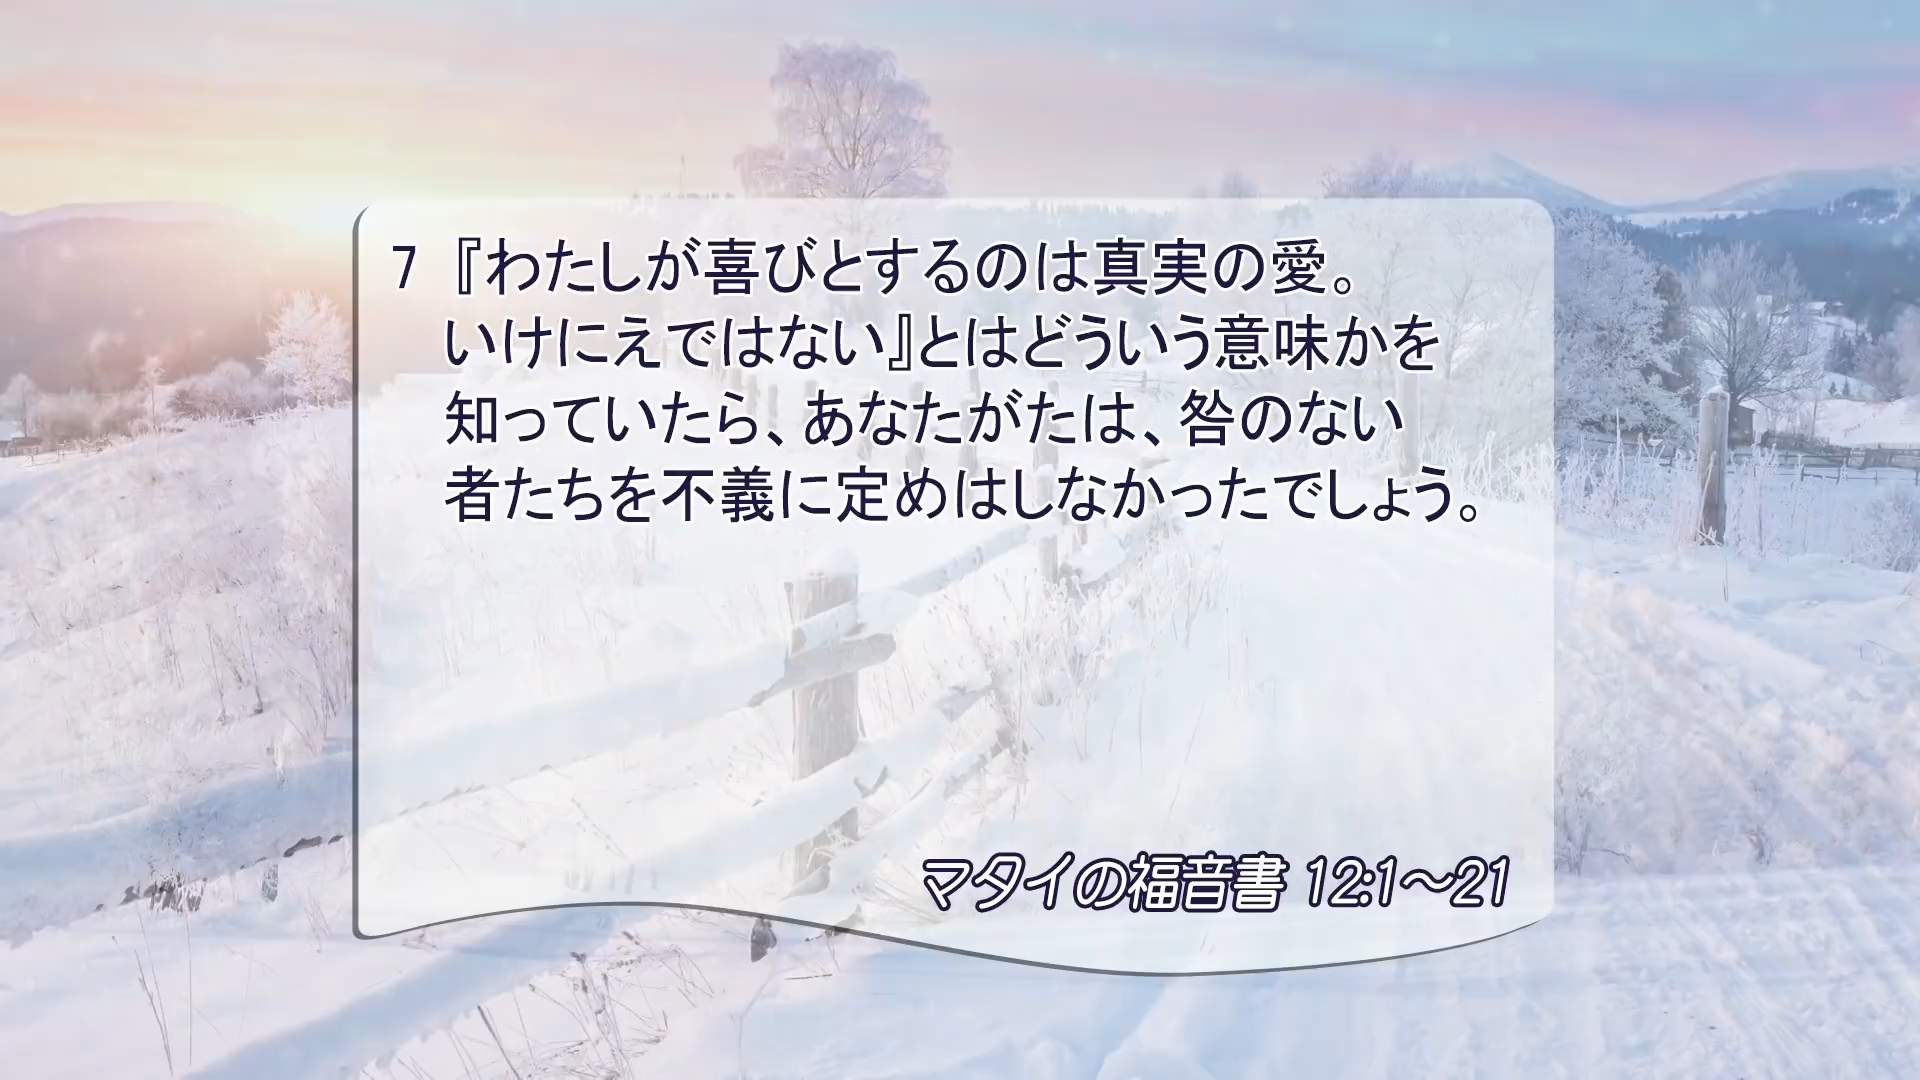 7 『わたしが喜びとするのは真実の愛。
いけにえではない』とはどういう意味かを
知っていたら、あなたがたは、咎のない
者たちを不義に定めはしなかったでしょう。
マタイの福音書 12:1～21